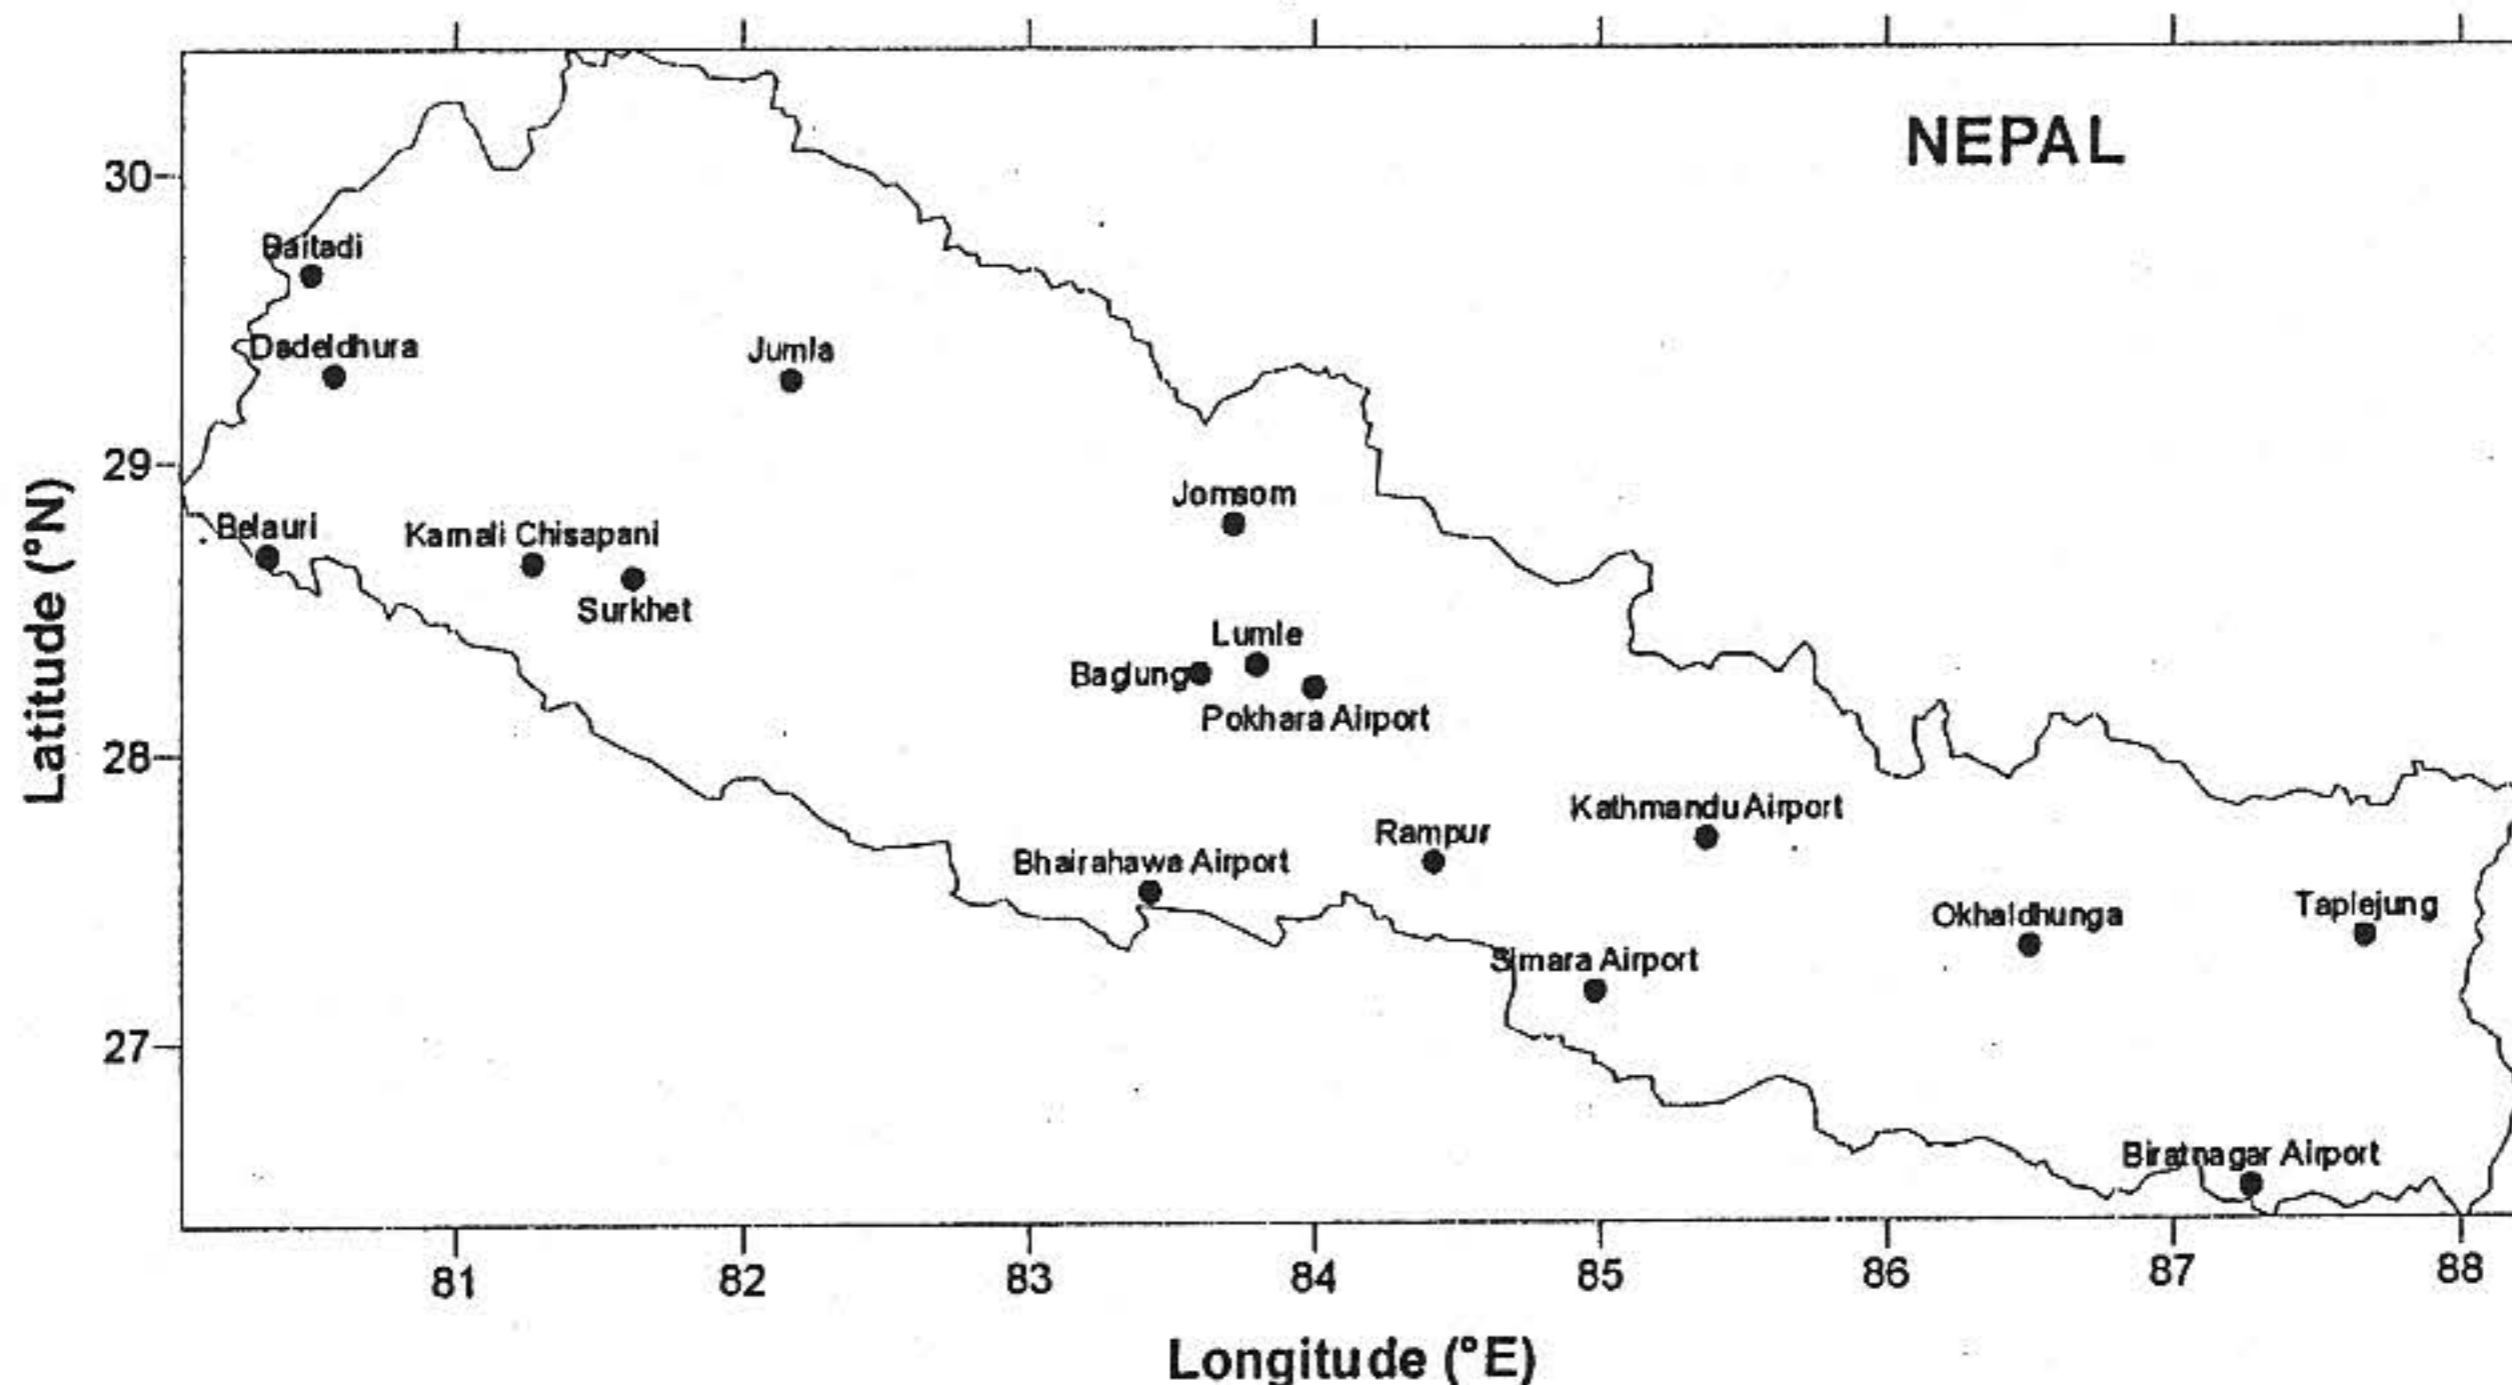 NEPAL
30
Baitadi
Dadeldhura
Jumla
29
Jomsom
Belauri
Karnali Chisapani
Surkhet
Lumle
Baglung
Pokhara Airport
28
Kathmandu Airport
Rampur
Bhairahawa Airport
Taplejung
Okhaldhunga
Simara Airport
27
Biratnagar Airport
Latitude (°N)
81 82 83 84 85 86 87 88
Longitude (°E)